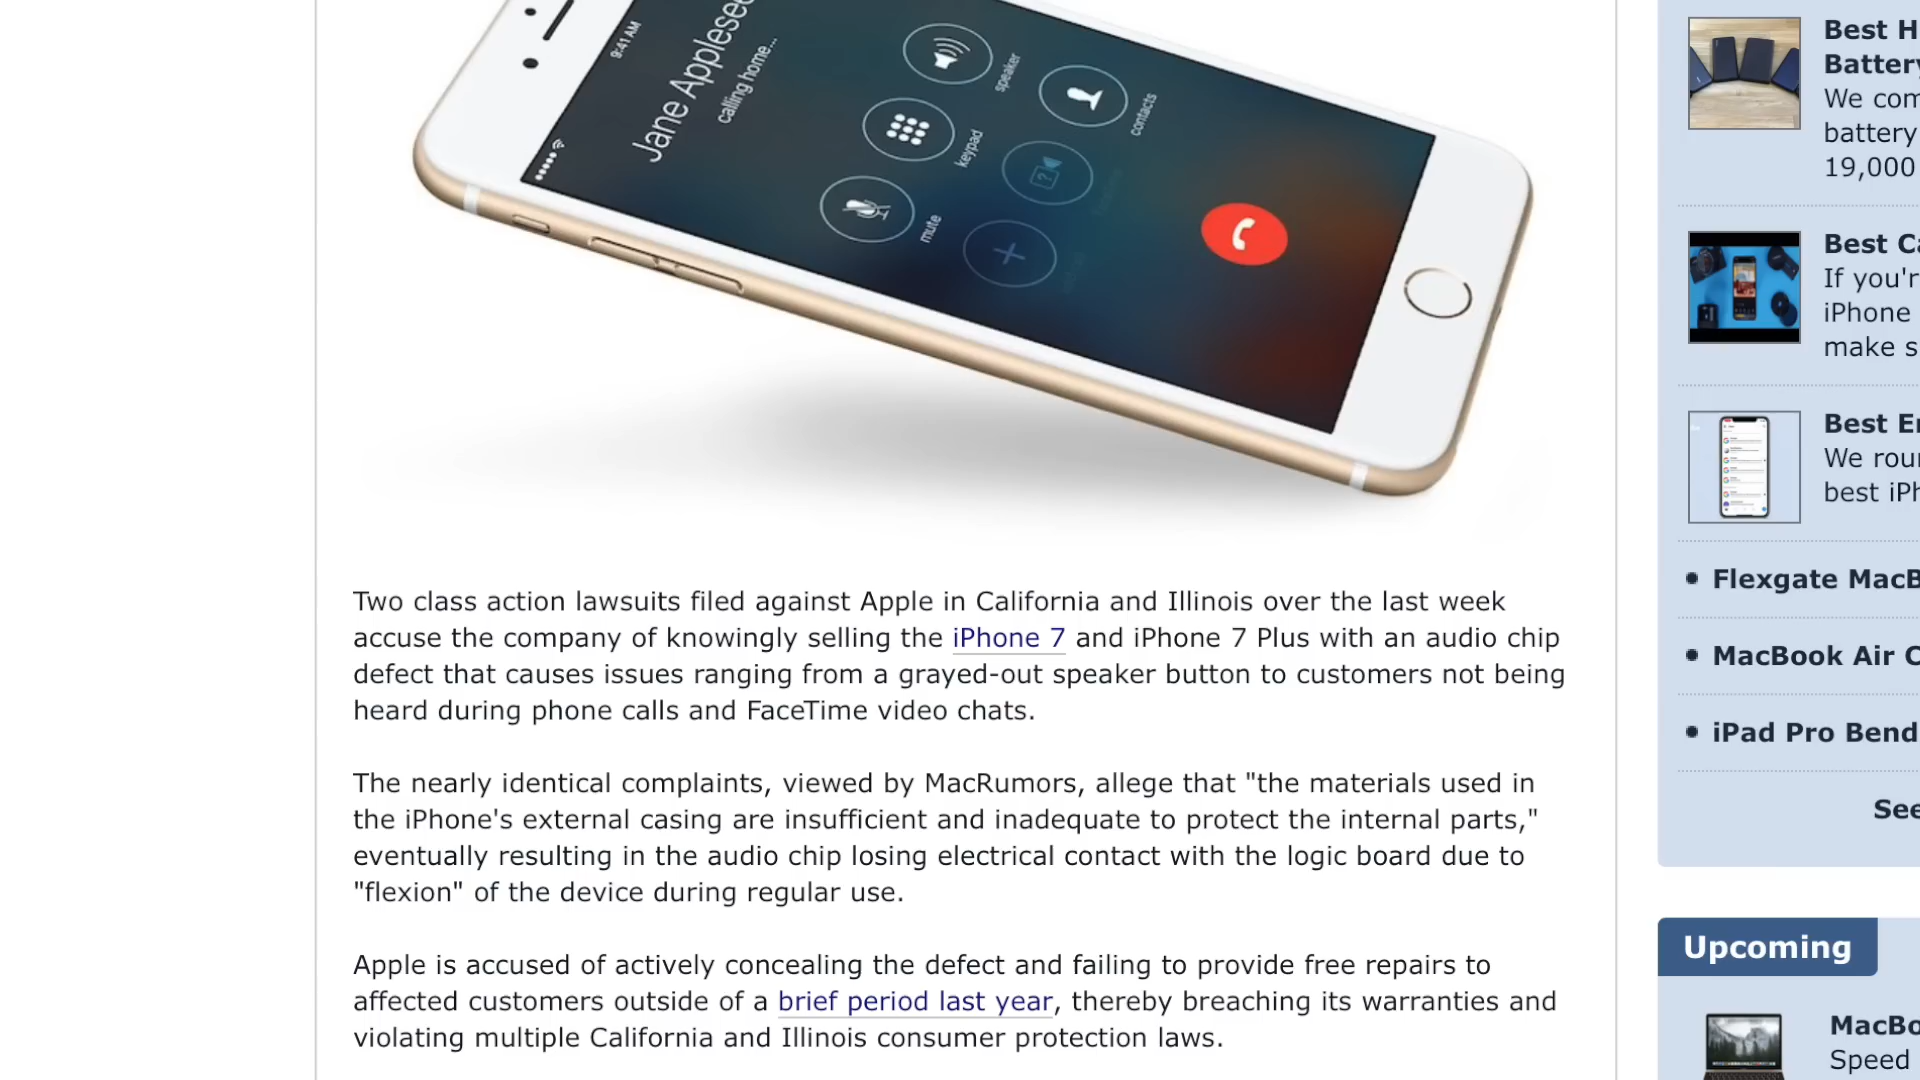 9:41 AM
Jane Applesee
calling home...
speaker
contacts
keypad
mute
Two class action lawsuits filed against Apple in California and Illinois over the last week
accuse the company of knowingly selling the iPhone 7 and iPhone 7 Plus with an audio chip
defect that causes issues ranging from a grayed-out speaker button to customers not being
heard during phone calls and FaceTime video chats.
The nearly identical complaints, viewed by MacRumors, allege that "the materials used in
the iPhone's external casing are insufficient and inadequate to protect the internal parts,"
eventually resulting in the audio chip losing electrical contact with the logic board due to
"flexion" of the device during regular use.
Apple is accused of actively concealing the defect and failing to provide free repairs to
affected customers outside of a brief period last year, thereby breaching its warranties and
violating multiple California and Illinois consumer protection laws.
Best H
Battery
We com
battery
19,000
Best Ca
If you'r
iPhone
make s
Best Em
We rour
best iPh
Flexgate MacB
MacBook Air C
iPad Pro Bend
See
Upcoming
MacBo
Speed